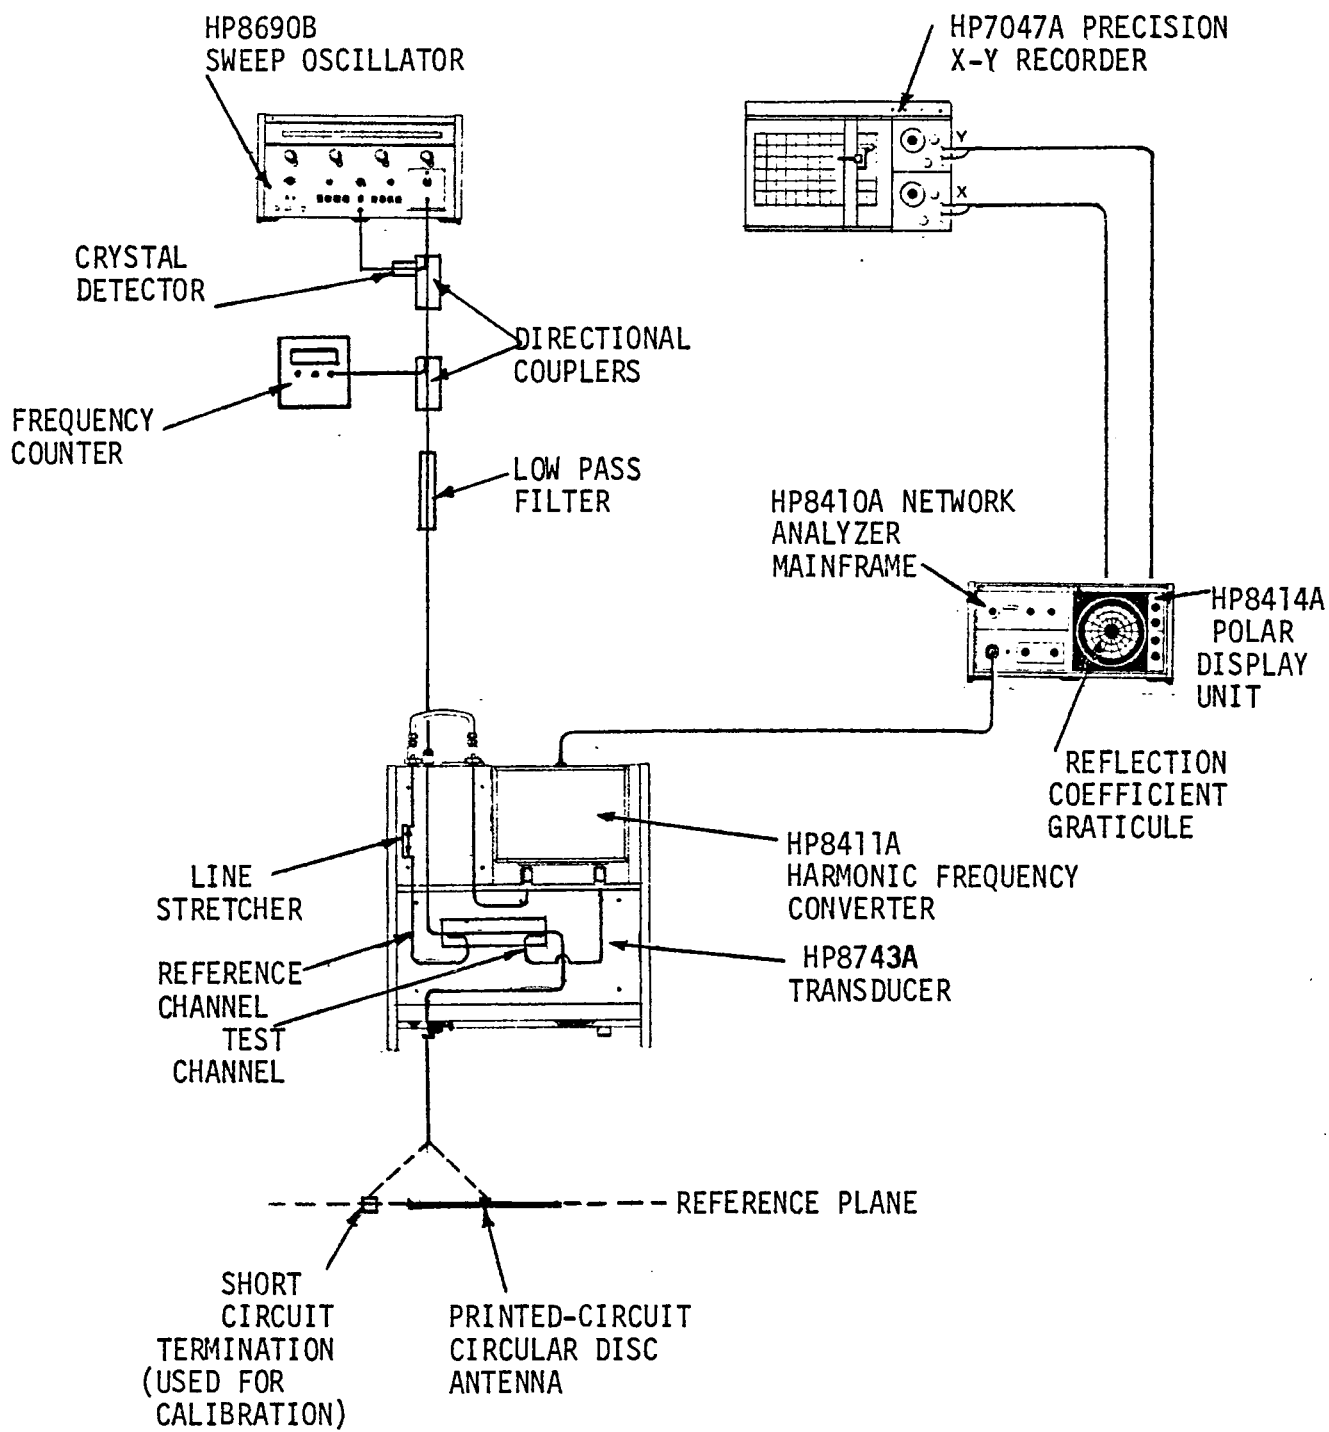 HP8690B
SWEEP OSCILLATOR
HP7047A PRECISION
X-Y RECORDER
Y
X
CRYSTAL
DETECTOR
DIRECTIONAL
COUPLERS
FREQUENCY
COUNTER
LOW PASS
FILTER
HP8410A NETWORK
ANALYZER
MAINFRAME
HP8414A
POLAR
DISPLAY
UNIT
REFLECTION
COEFFICIENT
GRATICULE
HP8411A
HARMONIC FREQUENCY
CONVERTER
LINE
STRETCHER
REFERENCE
CHANNEL
TEST
CHANNEL
HP8743A
TRANSDUCER
REFERENCE PLANE
SHORT
CIRCUIT
TERMINATION
(USED FOR
CALIBRATION)
PRINTED-CIRCUIT
CIRCULAR DISC
ANTENNA